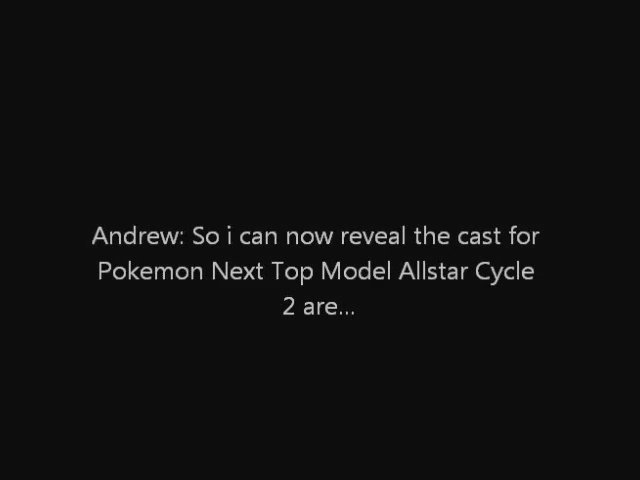 Andrew: So i can now reveal the cast for
Pokemon Next Top Model Allstar Cycle
2 are...